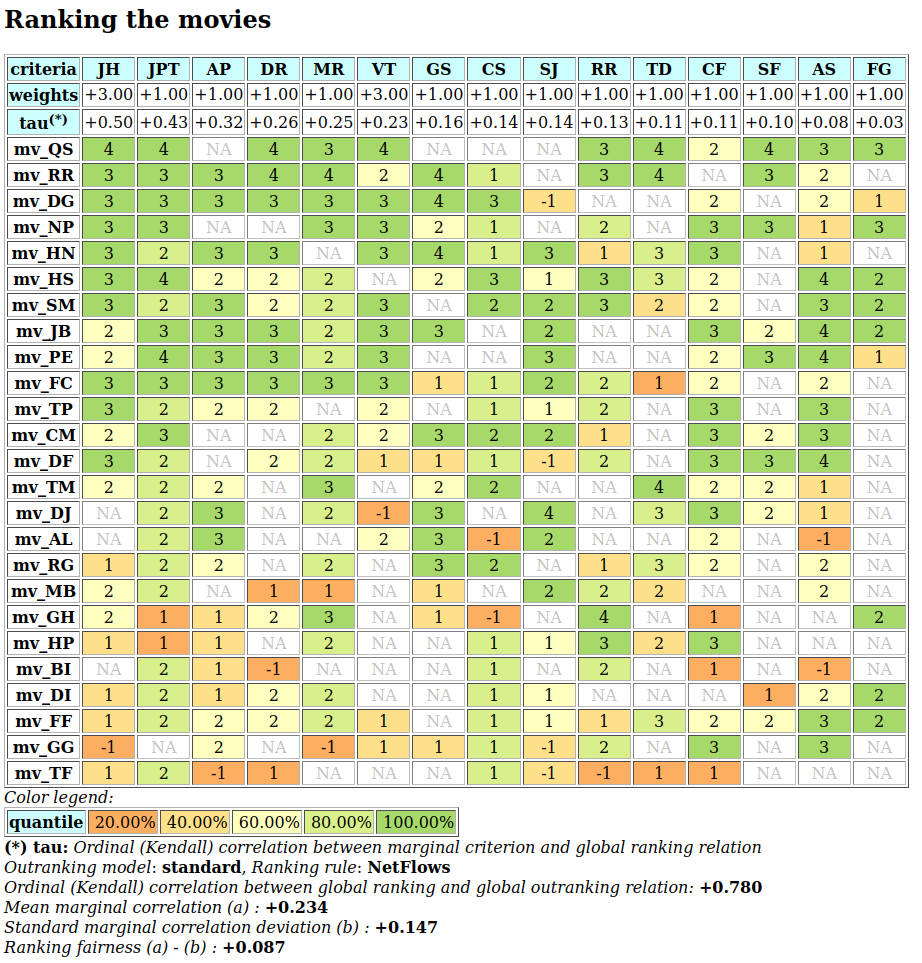 Ranking the movies
criteria JH JPT AP DR MR VT GS CS SJ RR TD CF SF AS FG
weights +3.00 +1.00 +1.00 +1.00 +1.00 +3.00 +1.00 +1.00 +1.00 +1.00 +1.00 +1.00 +1.00 +1.00 +1.00
tau(*) +0.50 +0.43 +0.32 +0.26 +0.25 +0.23 +0.16 +0.14 +0.14 +0.13 +0.11 +0.11 +0.10 +0.08 +0.03
mv_QS 4 4 NA 4 3 4 NA NA NA 3 4 2 4 3 3
mv_RR 3 3 3 4 4 2 4 1 NA 3 4 NA 3 2 NA
mv_DG 3 3 3 3 3 3 4 3 -1 NA NA 2 NA 2 1
mv_NP 3 3 NA NA 3 3 2 1 NA 2 NA 3 3 1 3
mv_HN 3 2 3 3 NA 3 4 1 3 1 3 3 NA 1 NA
mv_HS 3 4 2 2 2 NA 2 3 1 3 3 2 NA 4 2
mv_SM 3 2 3 2 2 3 NA 2 2 3 2 2 NA 3 2
mv_JB 2 3 3 3 2 3 3 NA 2 NA NA 3 2 4 2
mv_PE 2 4 3 3 2 3 NA NA 3 NA NA 2 3 4 1
mv_FC 3 3 3 3 3 3 1 1 2 2 1 2 NA 2 NA
mv_TP 3 2 2 2 NA 2 NA 1 1 2 NA 3 NA 3 NA
mv_CM 2 3 NA NA 2 2 3 2 2 1 NA 3 2 3 NA
mv_DF 3 2 NA 2 2 1 1 1 -1 2 NA 3 3 4 NA
mv_TM 2 2 2 NA 3 NA 2 2 NA NA 4 2 2 1 NA
mv_DJ NA 2 3 NA 2 -1 3 NA 4 NA 3 3 2 1 NA
mv_AL NA 2 3 NA NA 2 3 -1 2 NA NA 2 NA -1 NA
mv_RG 1 2 2 NA 2 NA 3 2 NA 1 3 2 NA 2 NA
mv_MB 2 2 NA 1 1 NA 1 NA 2 2 2 NA NA 2 NA
mv_GH 2 1 1 2 3 NA 1 -1 NA 4 NA 1 NA NA 2
mv_HP 1 1 1 NA 2 NA NA 1 1 3 2 3 NA NA NA
mv_BI NA 2 1 -1 NA NA NA 1 NA 2 NA 1 NA -1 NA
mv_DI 1 2 1 2 2 NA NA 1 1 NA NA NA 1 2 2
mv_FF 1 2 2 2 2 1 NA 1 1 1 3 2 2 3 2
mv_GG -1 NA 2 NA -1 1 1 1 -1 2 NA 3 NA 3 NA
mv_TF 1 2 -1 1 NA NA NA 1 -1 -1 1 1 NA NA NA
Color legend:
quantile 20.00% 40.00% 60.00% 80.00% 100.00%
(*) tau: Ordinal (Kendall) correlation between marginal criterion and global ranking relation
Outranking model: standard, Ranking rule: NetFlows
Ordinal (Kendall) correlation between global ranking and global outranking relation: +0.780
Mean marginal correlation (a) : +0.234
Standard marginal correlation deviation (b) : +0.147
Ranking fairness (a) - (b) : +0.087